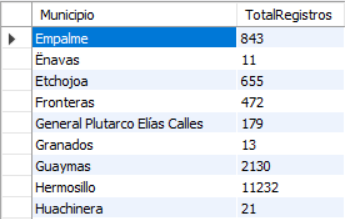 Municipio TotalRegistros
Empalme 843
Ënavas 11
Etchojoa 655
Fronteras 472
General Plutarco Elías Calles 179
Granados 13
Guaymas 2130
Hermosillo 11232
Huachinera 21